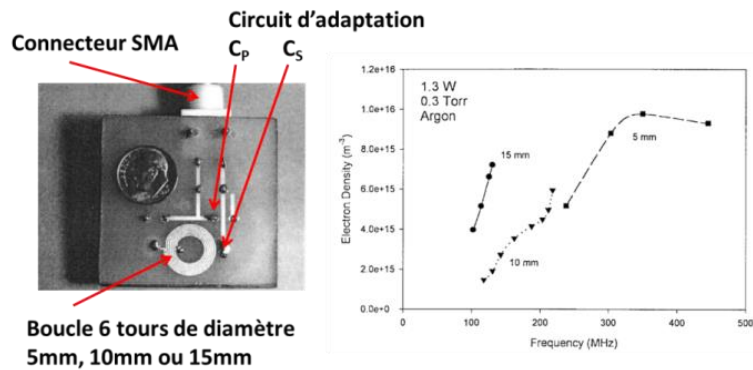 Circuit d'adaptation
Connecteur SMA
C_P
C_S
Boucle 6 tours de diamètre
5mm, 10mm ou 15mm
1.2e+16
1.0e+16
8.0e+15
6.0e+15
4.0e+15
2.0e+15
0.0e+0
Electron Density (m⁻³)
1.3 W
0.3 Torr
Argon
15 mm
5 mm
10 mm
0
100
200
300
400
500
Frequency (MHz)